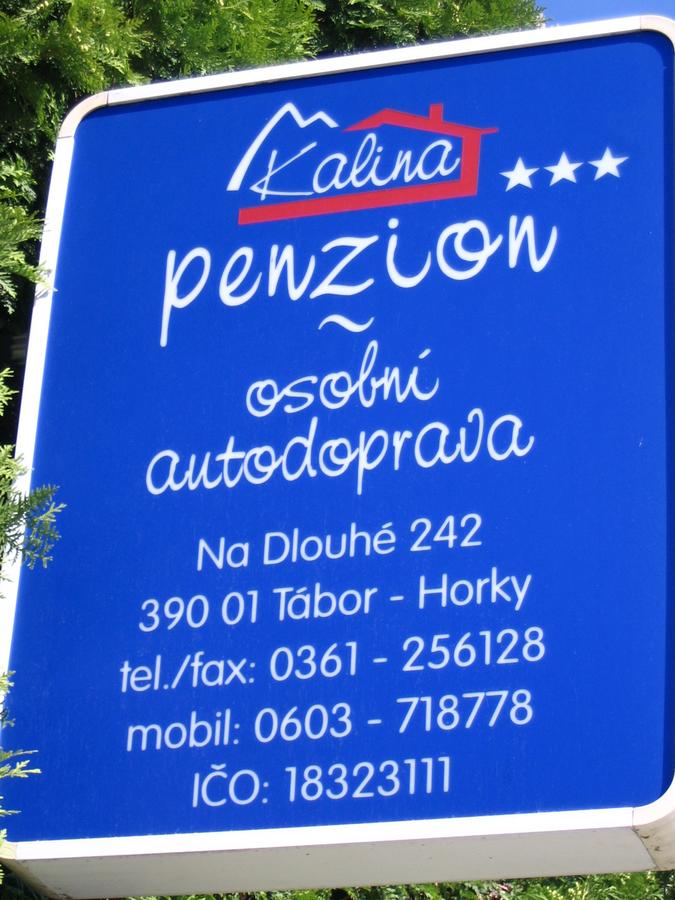 Kalina
penzion
~
osobní
autodoprava
Na Dlouhé 242
390 01 Tábor - Horky
tel./fax: 0361 - 256128
mobil: 0603 - 718778
IČO: 18323111